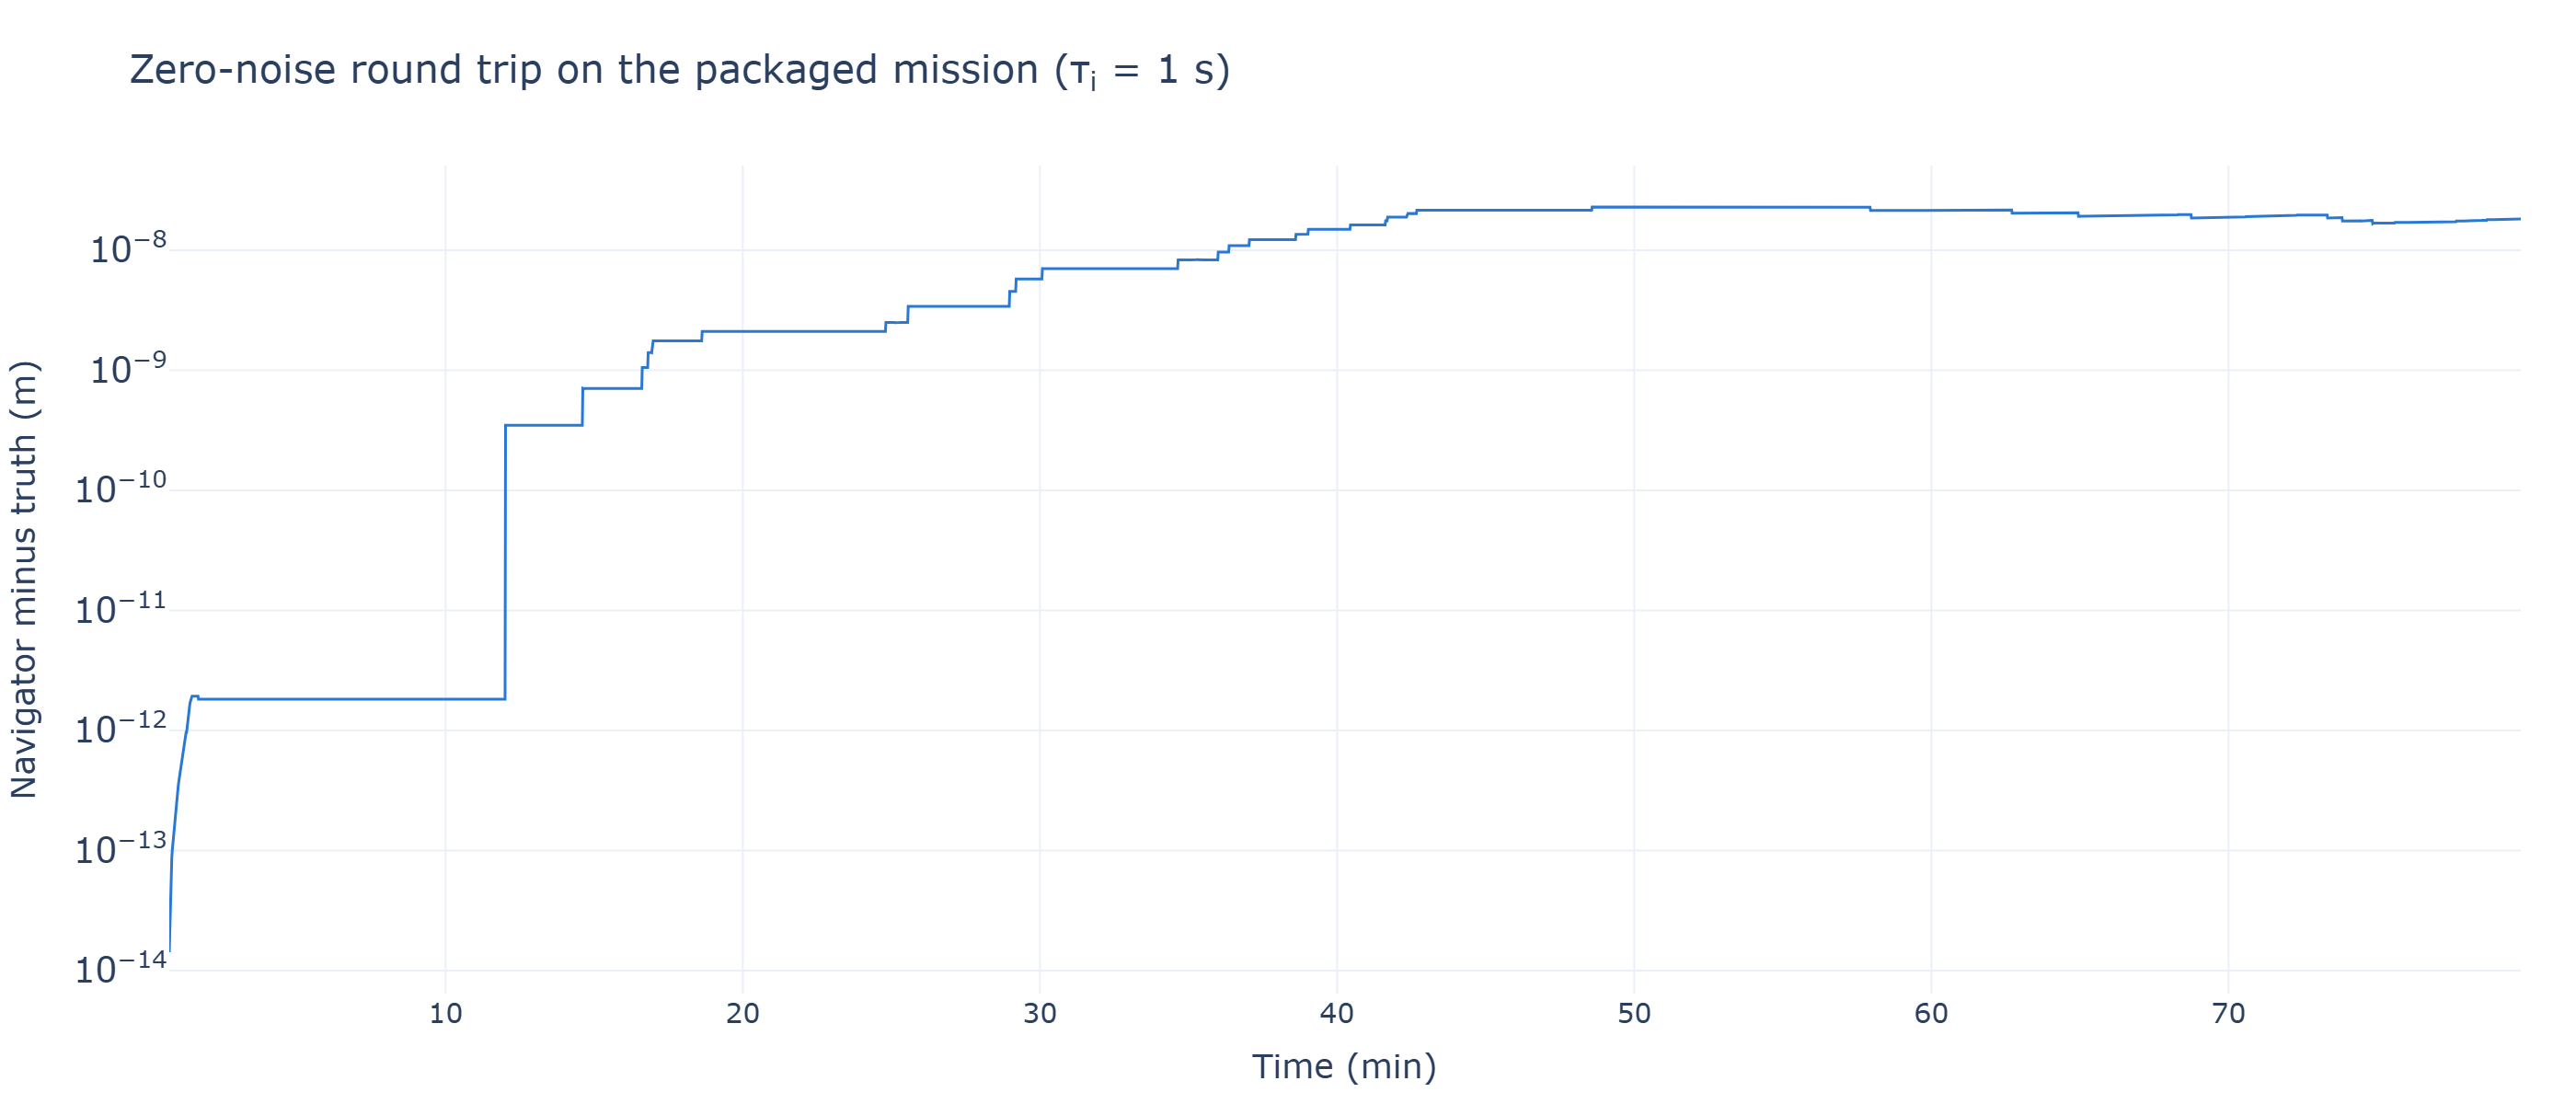 Zero-noise round trip on the packaged mission (τᵢ = 1 s)
Navigator minus truth (m)
10⁻⁸
10⁻⁹
10⁻¹⁰
10⁻¹¹
10⁻¹²
10⁻¹³
10⁻¹⁴
10 20 30 40 50 60 70
Time (min)